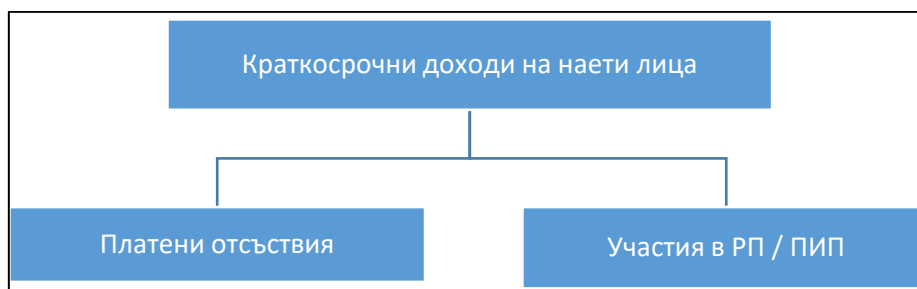 Краткосрочни доходи на наети лица
Платени отсъствия
Участия в РП / ПИП